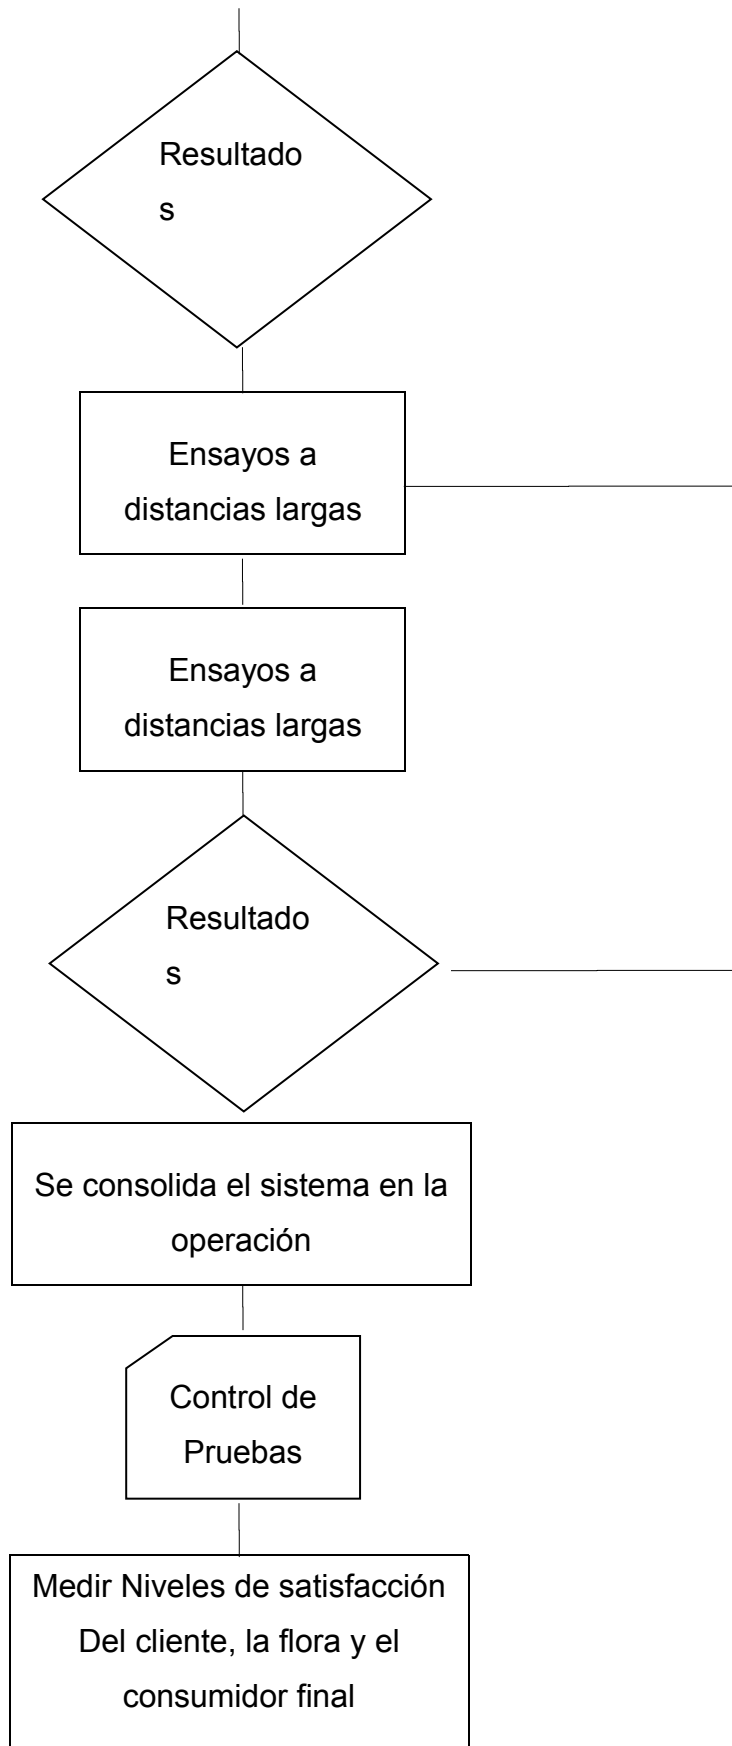 Resultado
s
Ensayos a
distancias largas
Ensayos a
distancias largas
Resultado
s
Se consolida el sistema en la
operación
Control de
Pruebas
Medir Niveles de satisfacción
Del cliente, la flora y el
consumidor final